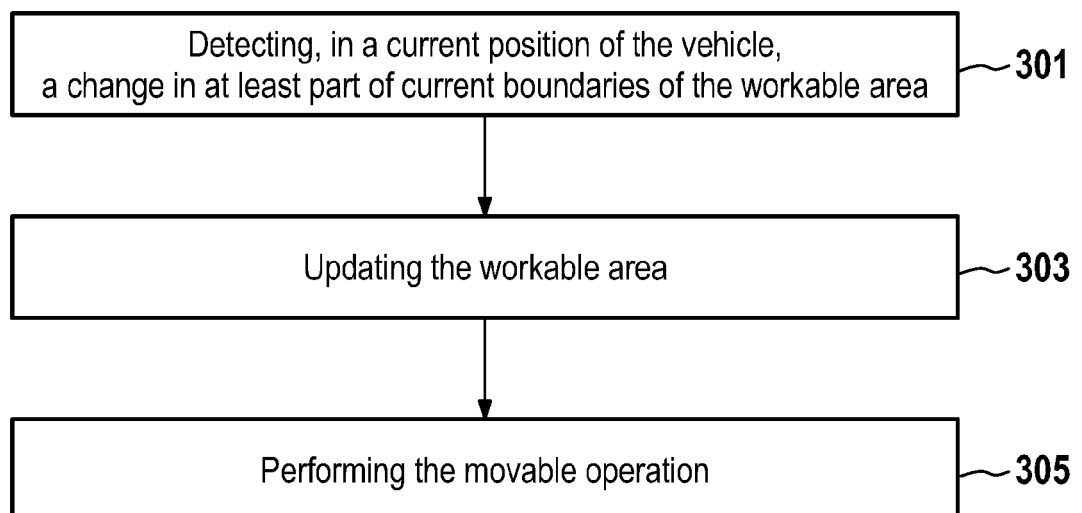 Detecting, in a current position of the vehicle,
a change in at least part of current boundaries of the workable area
301
Updating the workable area
303
Performing the movable operation
305